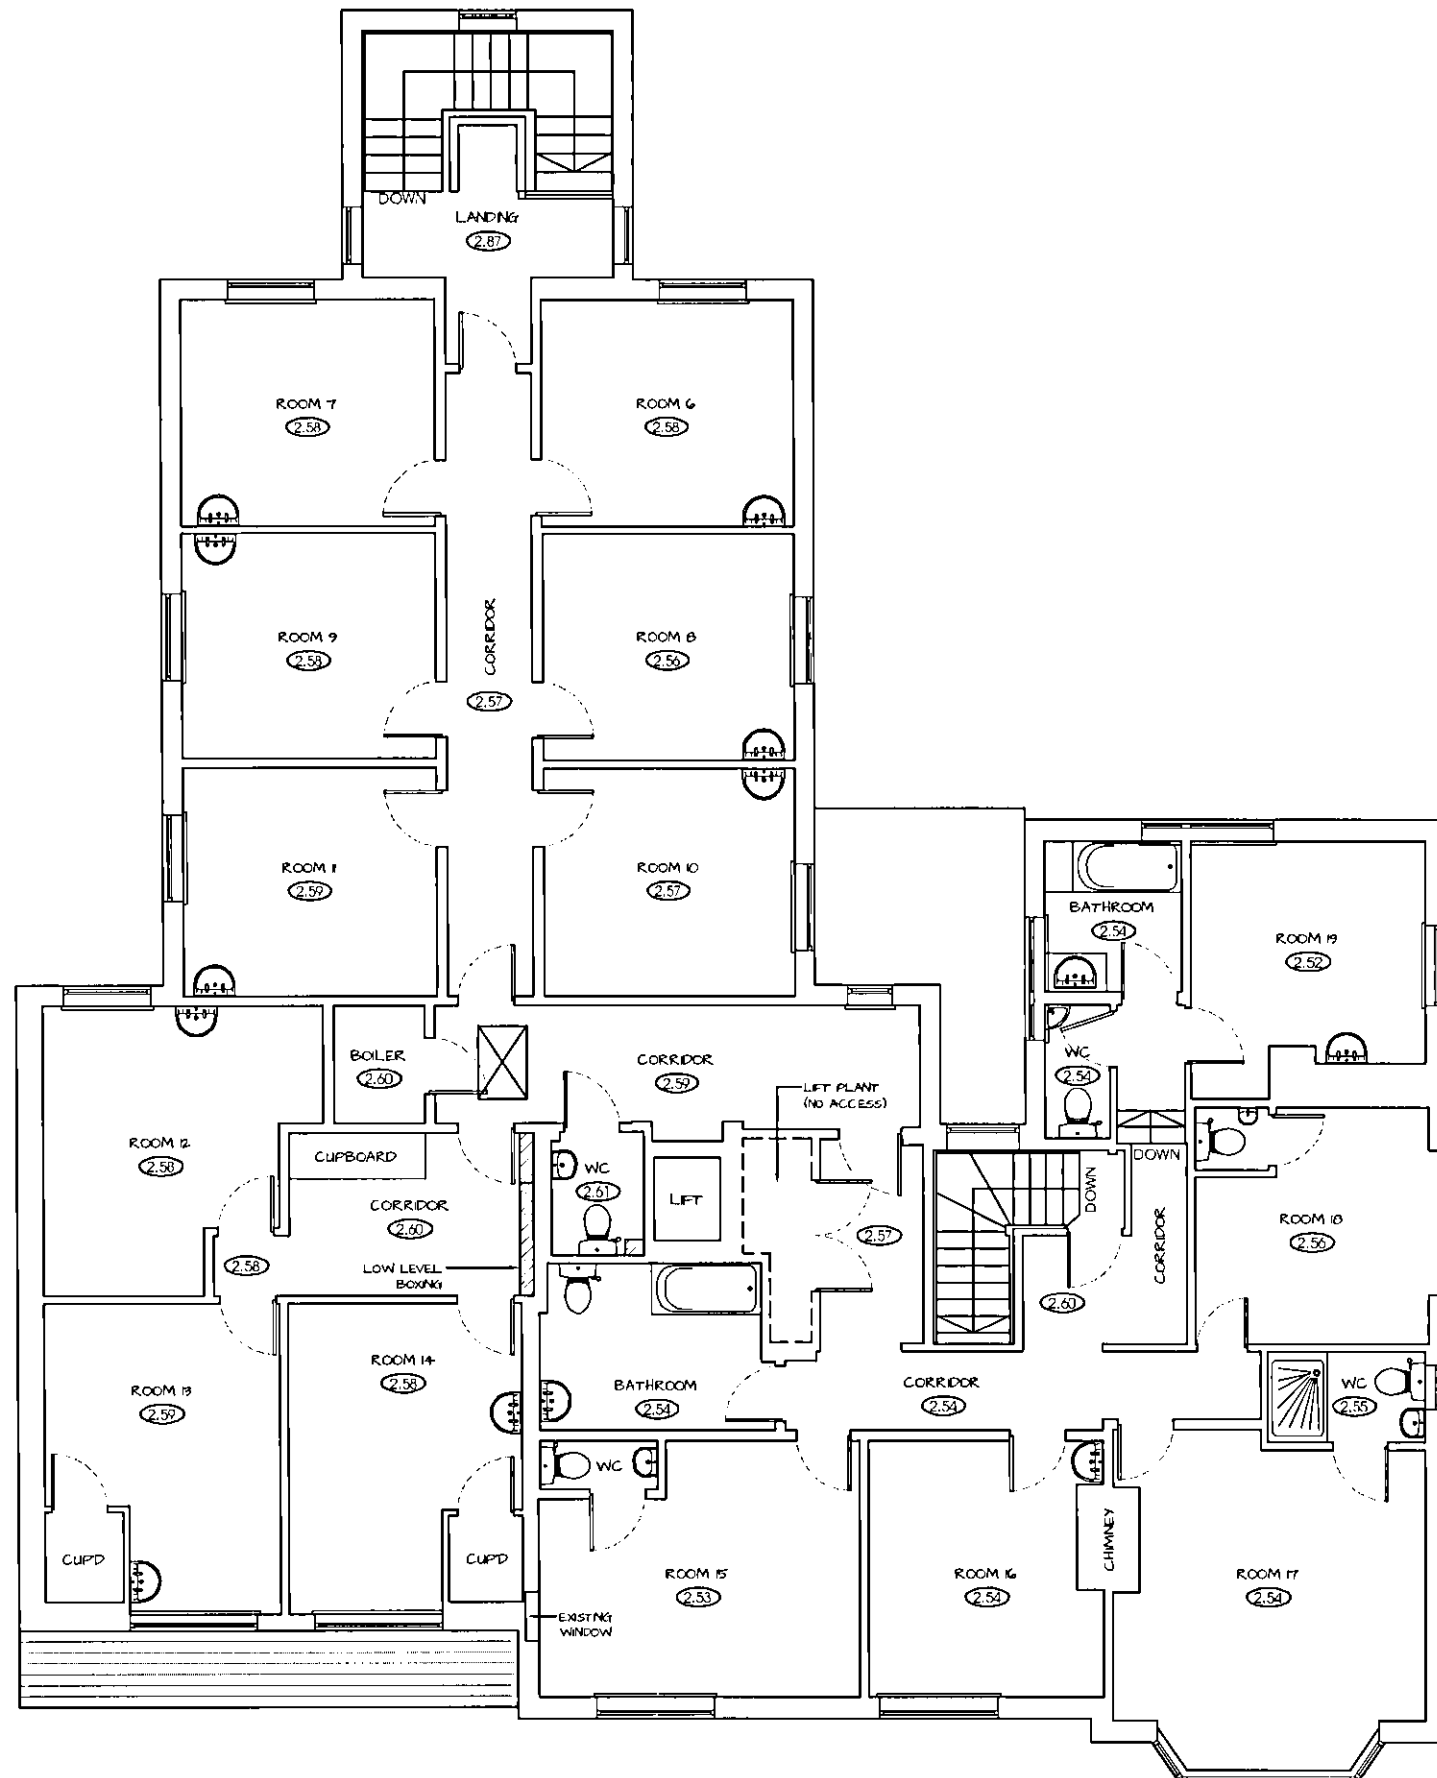 DOWN
LANDING
2.87
ROOM 7
2.58
ROOM 6
2.58
ROOM 9
2.58
CORRIDOR
2.57
ROOM 8
2.56
ROOM 11
2.59
ROOM 10
2.57
BATHROOM
2.54
ROOM 19
2.52
BOILER
2.60
CORRIDOR
2.59
LIFT PLANT
(NO ACCESS)
WC
2.54
ROOM 12
2.58
CUPBOARD
CORRIDOR
2.60
WC
2.61
LIFT
2.57
DOWN
DOWN
CORRIDOR
ROOM 18
2.56
2.58
LOW LEVEL
BOXING
2.60
ROOM 13
2.59
ROOM 14
2.58
BATHROOM
2.54
CORRIDOR
2.54
WC
2.55
WC
CUP'D
CUP'D
ROOM 15
2.53
ROOM 16
2.54
CHIMNEY
ROOM 17
2.54
EXISTING
WINDOW